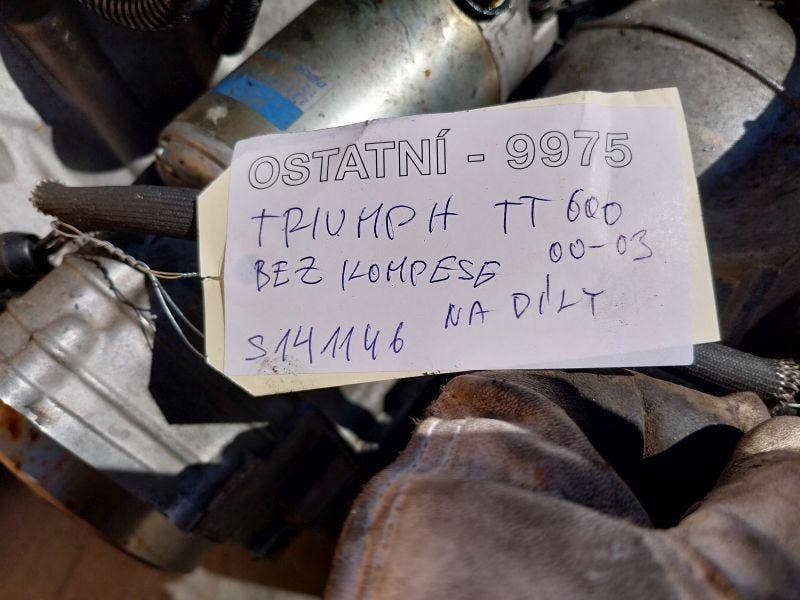 OSTATNÍ - 9975
TRIUMPH TT 600
00-03
BEZ KOMPESE
NA DÍLY
S141146